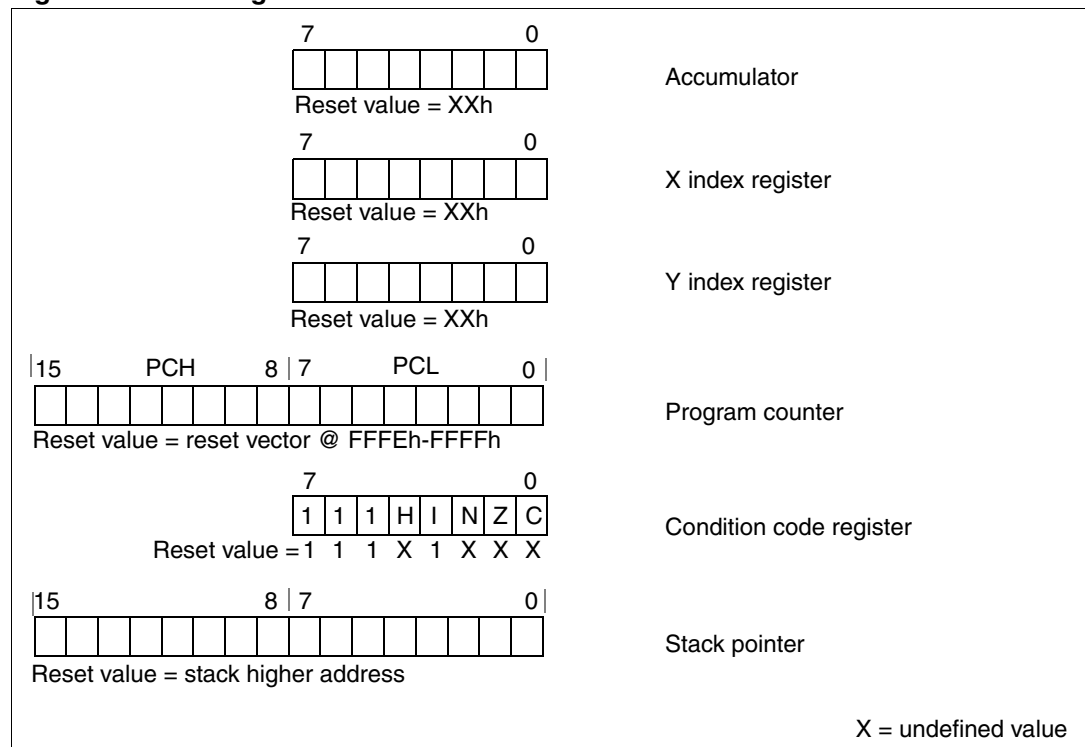 7 0
Accumulator
Reset value = XXh
7 0
X index register
Reset value = XXh
7 0
Y index register
Reset value = XXh
15 PCH 8 7 PCL 0
Program counter
Reset value = reset vector @ FFFEh-FFFFh
7 0
1 1 1 H I N Z C
Condition code register
Reset value = 1 1 1 X 1 X X X
15 8 7 0
Stack pointer
Reset value = stack higher address
X = undefined value